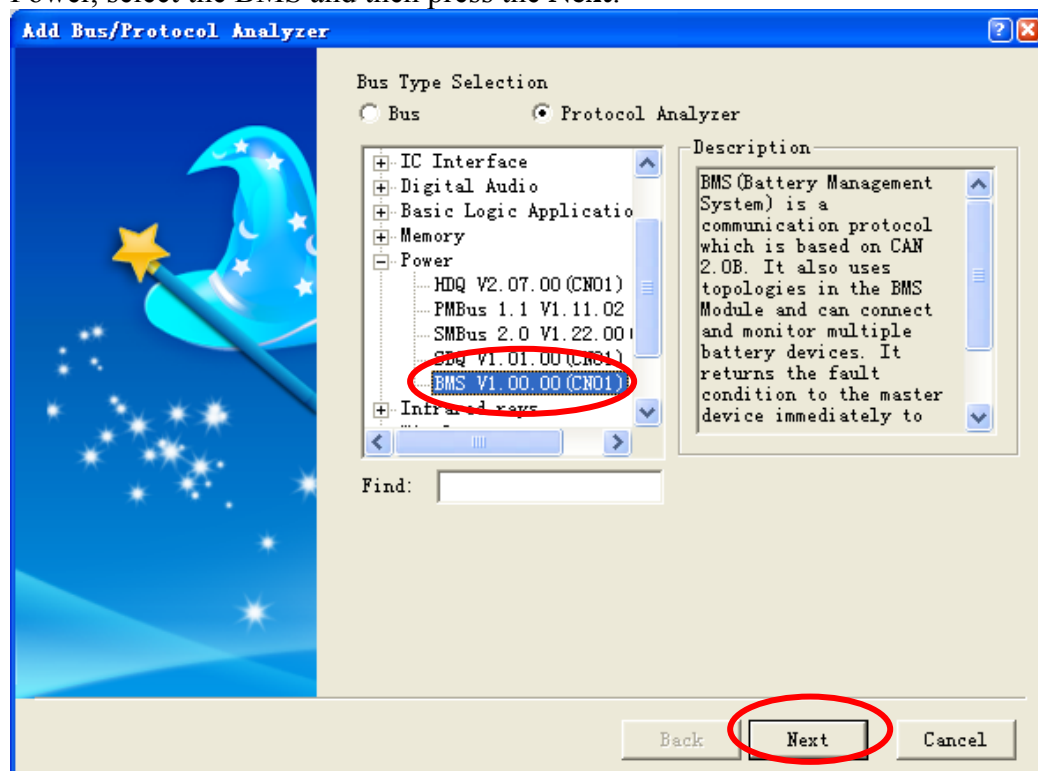 Power, select the BMS and then press the Next.
Add Bus/Protocol Analyzer
Bus Type Selection
Bus
Protocol Analyzer
IC Interface
Digital Audio
Basic Logic Applicatio
Memory
Power
HDQ V2.07.00(CN01)
PMBus 1.1 V1.11.02
SMBus 2.0 V1.22.00
SDQ V1.01.00(CN01)
BMS V1.00.00(CN01)
Infrared rays
Description
BMS(Battery Management
System) is a
communication protocol
which is based on CAN
2.0B. It also uses
topologies in the BMS
Module and can connect
and monitor multiple
battery devices. It
returns the fault
condition to the master
device immediately to
Find:
Back
Next
Cancel